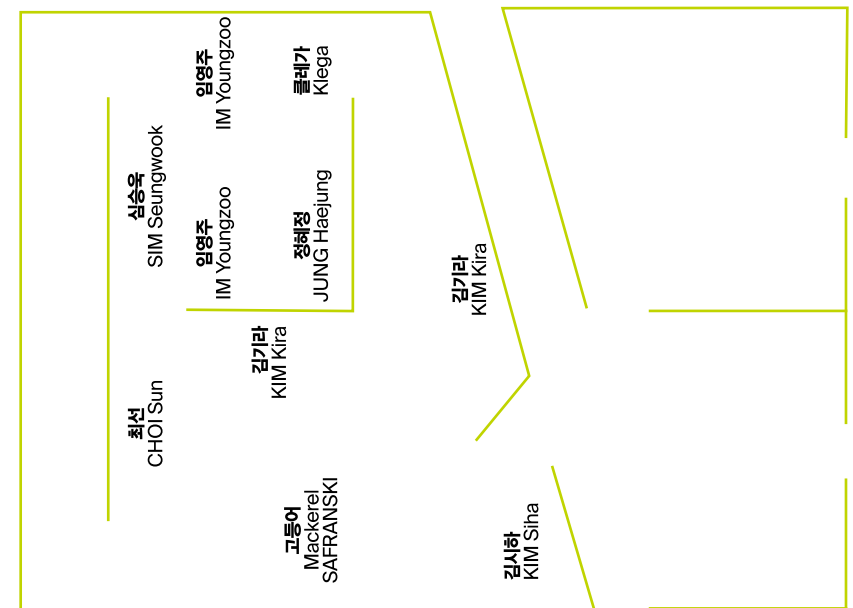 임영주
IM Youngzoo
클레가
Klega
심승욱
SIM Seungwook
임영주
IM Youngzoo
정혜정
JUNG Haejung
김기라
KIM Kira
김기라
KIM Kira
최선
CHOI Sun
고등어
Mackerel
SAFRANSKI
김시하
KIM Siha